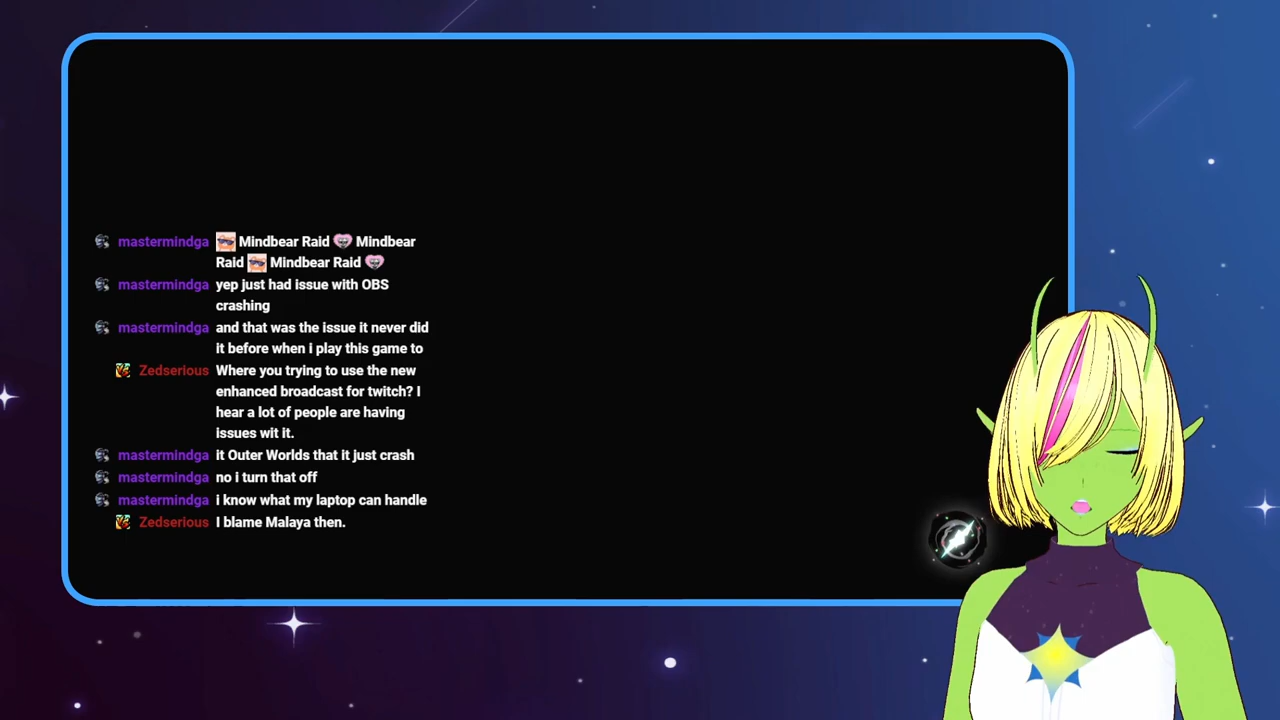 mastermindga Mindbear Raid Mindbear
Raid Mindbear Raid
mastermindga yep just had issue with OBS
crashing
mastermindga and that was the issue it never did
it before when i play this game to
Zedserious Where you trying to use the new
enhanced broadcast for twitch? I
hear a lot of people are having
issues wit it.
mastermindga it Outer Worlds that it just crash
mastermindga no i turn that off
mastermindga i know what my laptop can handle
Zedserious I blame Malaya then.